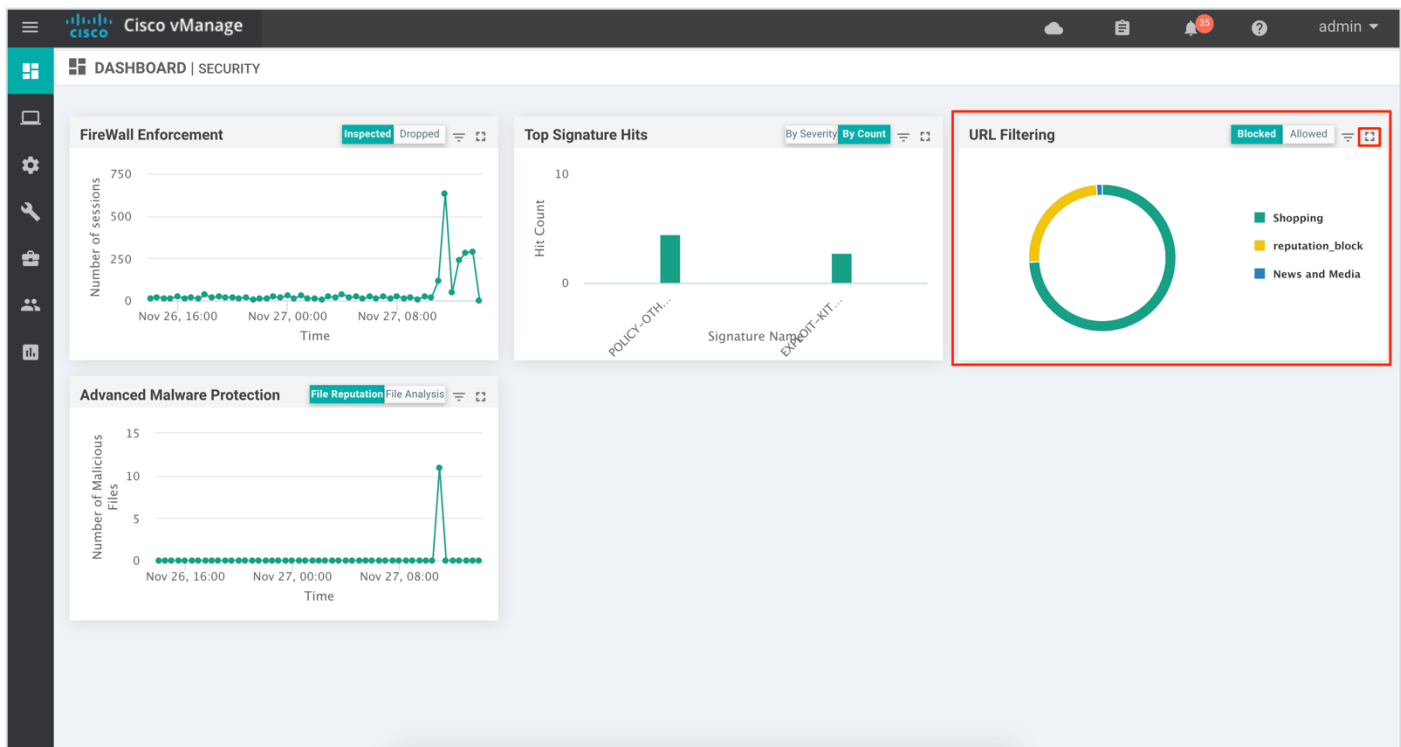 cisco Cisco vManage
35
admin
DASHBOARD | SECURITY
FireWall Enforcement
Inspected Dropped
Number of sessions
750
500
250
0
Nov 26, 16:00 Nov 27, 00:00 Nov 27, 08:00
Time
Top Signature Hits
By Severity By Count
Hit Count
10
0
POLICY-OTH...
EXPLOIT-KIT...
Signature Name
URL Filtering
Blocked Allowed
Shopping
reputation_block
News and Media
Advanced Malware Protection
File Reputation File Analysis
Number of Malicious
Files
15
10
5
0
Nov 26, 16:00 Nov 27, 00:00 Nov 27, 08:00
Time